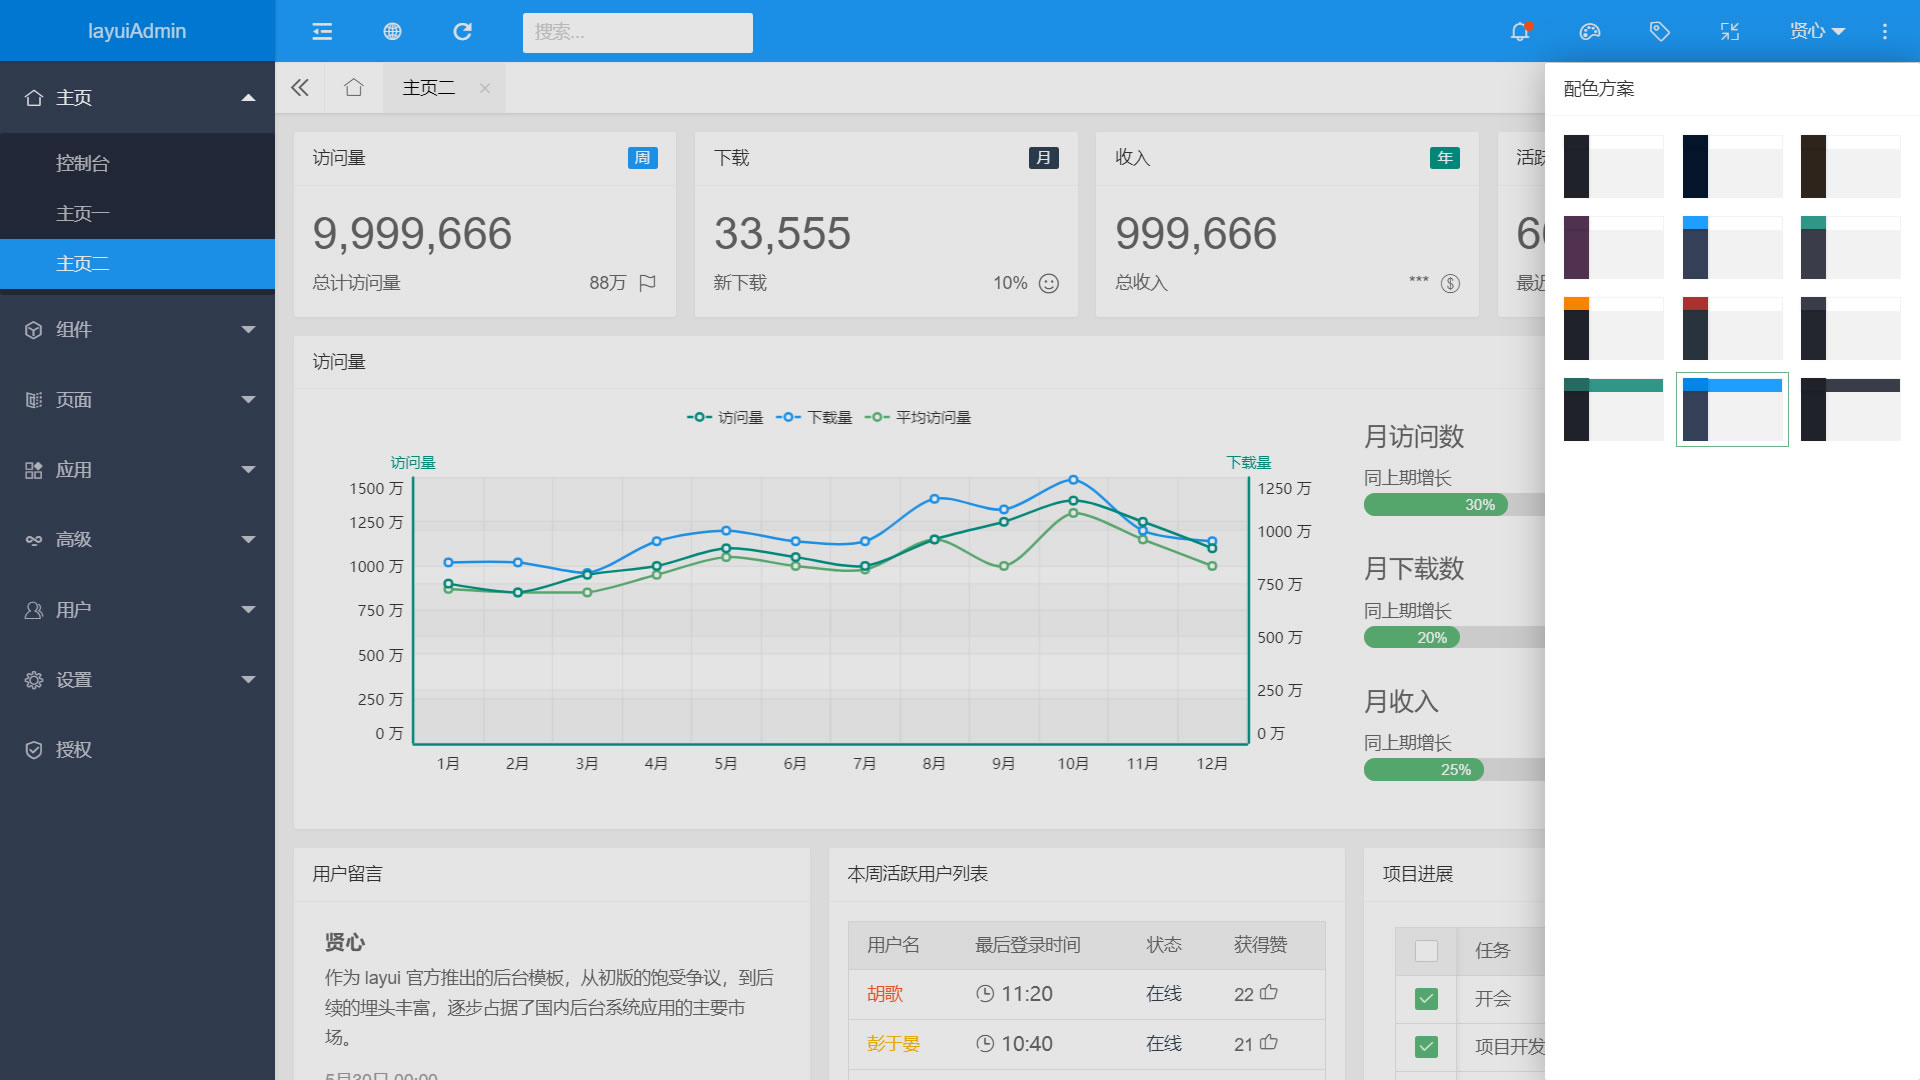 layuiAdmin
搜索...
贤心
主页
控制台
主页一
主页二
组件
页面
应用
高级
用户
设置
授权
主页二
配色方案
访问量 周
9,999,666
总计访问量 88万
下载 月
33,555
新下载 10%
收入 年
999,666
总收入 ***
活跃
最近
访问量
访问量 下载量 平均访问量
访问量 下载量
1500 万
1250 万
1000 万
750 万
500 万
250 万
0 万
1250 万
1000 万
750 万
500 万
250 万
0 万
1月 2月 3月 4月 5月 6月 7月 8月 9月 10月 11月 12月
月访问数
同上期增长
30%
月下载数
同上期增长
20%
月收入
同上期增长
25%
用户留言
贤心
作为 layui 官方推出的后台模板，从初版的饱受争议，到后
续的埋头丰富，逐步占据了国内后台系统应用的主要市
场。
5月30日 00:00
本周活跃用户列表
用户名 最后登录时间 状态 获得赞
胡歌 11:20 在线 22
彭于晏 10:40 在线 21
项目进展
任务
开会
项目开发